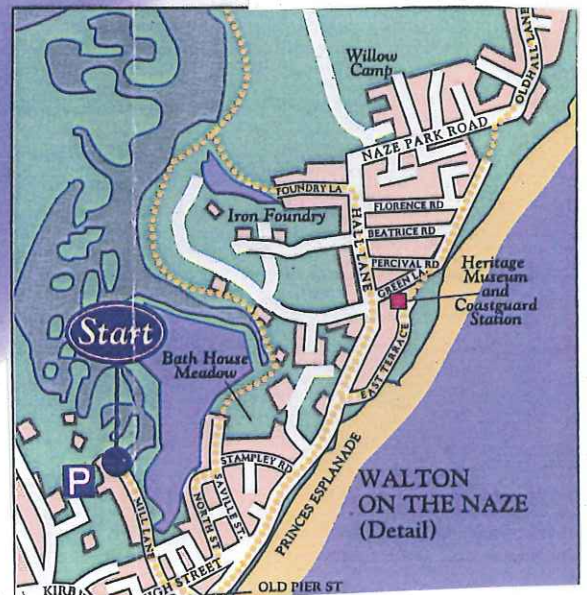 Willow
Camp
OLDHALL LANE
NAZE PARK ROAD
FOUNDRY LA
Iron Foundry
HALL LANE
FLORENCE RD
BEATRICE RD
PERCIVAL RD
GREEN LA
Heritage
Museum
and
Coastguard
Station
Start
Bath House
Meadow
EAST TERRACE
P
STAMPLEY RD
SAVILLE ST.
NORTH ST
MILL LANE
PRINCES ESPLANADE
WALTON
ON THE NAZE
(Detail)
KIRB
IGH STREET
OLD PIER ST